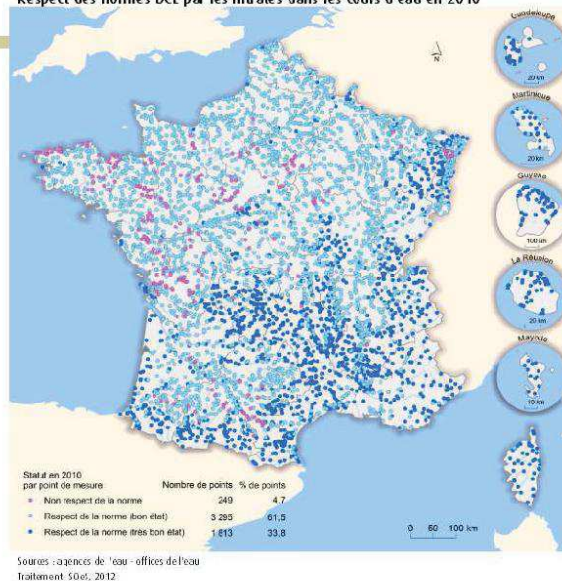 Respect des normes DCE par les nitrates dans les cours d'eau en 2010
N
Guadeloupe
20 km
Martinique
20 km
Guyane
100 km
La Réunion
20 km
Mayotte
10 km
Statut en 2010
par point de mesure
Nombre de points
% de points
Non respect de la norme
249
4,7
Respect de la norme (bon état)
3 295
61,5
Respect de la norme (très bon état)
1 813
33,8
0 50 100 km
Sources : agences de l'eau - offices de l'eau
Traitement SOeS, 2012